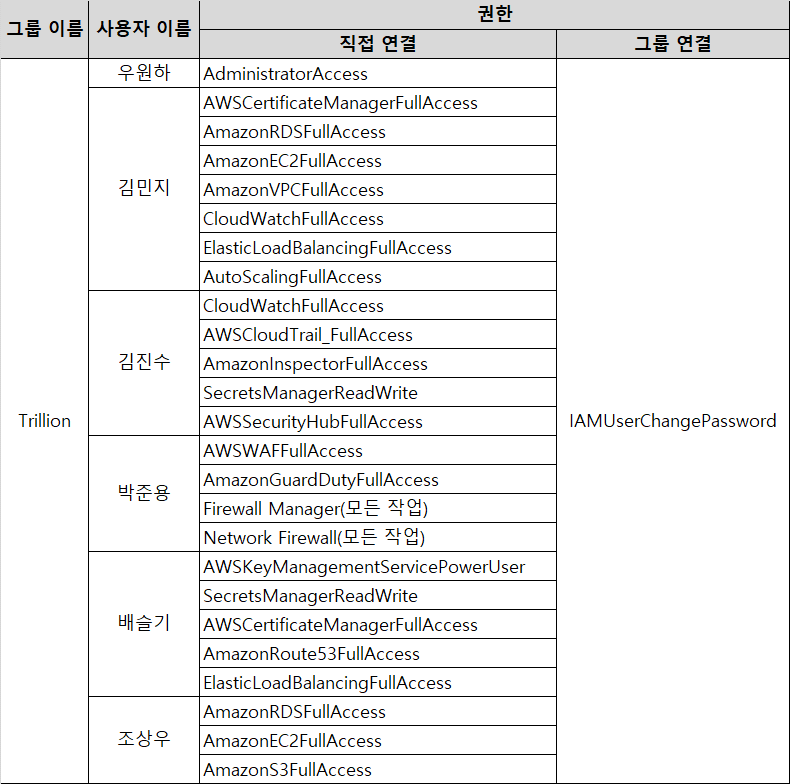 그룹 이름
사용자 이름
권한
직접 연결
그룹 연결
Trillion
우원하
AdministratorAccess
김민지
AWSCertificateManagerFullAccess
AmazonRDSFullAccess
AmazonEC2FullAccess
AmazonVPCFullAccess
CloudWatchFullAccess
ElasticLoadBalancingFullAccess
AutoScalingFullAccess
김진수
CloudWatchFullAccess
AWSCloudTrail_FullAccess
AmazonInspectorFullAccess
SecretsManagerReadWrite
AWSSecurityHubFullAccess
박준용
AWSWAFFullAccess
AmazonGuardDutyFullAccess
Firewall Manager(모든 작업)
Network Firewall(모든 작업)
배슬기
AWSKeyManagementServicePowerUser
SecretsManagerReadWrite
AWSCertificateManagerFullAccess
AmazonRoute53FullAccess
ElasticLoadBalancingFullAccess
조상우
AmazonRDSFullAccess
AmazonEC2FullAccess
AmazonS3FullAccess
IAMUserChangePassword